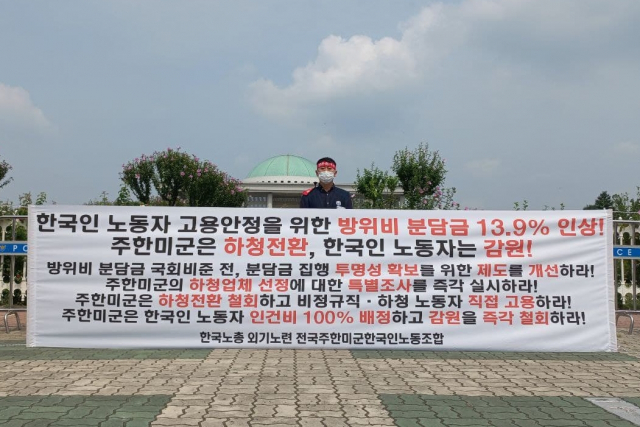 한국인 노동자 고용안정을 위한 방위비 분담금 13.9% 인상!
주한미군은 하청전환, 한국인 노동자는 감원!
방위비 분담금 국회비준 전, 분담금 집행 투명성 확보를 위한 제도를 개선하라!
주한미군의 하청업체 선정에 대한 특별조사를 즉각 실시하라!
주한미군은 하청전환 철회하고 비정규직·하청 노동자 직접 고용하라!
주한미군은 한국인 노동자 인건비 100% 배정하고 감원을 즉각 철회하라!
한국노총 외기노련 전국주한미군한국인노동조합